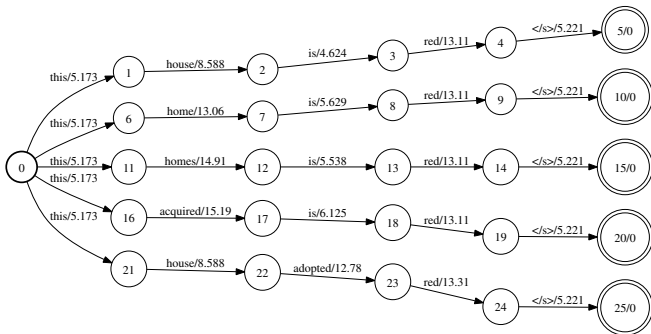 this/5.173 1 house/8.588 2 is/4.624 3 red/13.11 4 </s>/5.221 5/0
this/5.173 6 home/13.06 7 is/5.629 8 red/13.11 9 </s>/5.221 10/0
0 this/5.173 11 homes/14.91 12 is/5.538 13 red/13.11 14 </s>/5.221 15/0
this/5.173 16 acquired/15.19 17 is/6.125 18 red/13.11 19 </s>/5.221 20/0
this/5.173 21 house/8.588 22 adopted/12.78 23 red/13.31 24 </s>/5.221 25/0